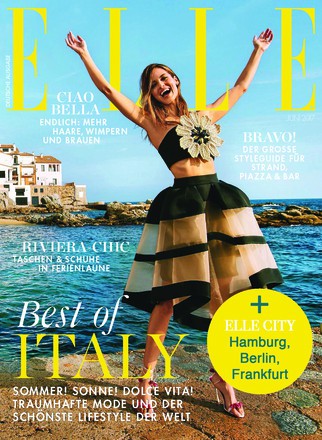 ELLE
DEUTSCHE AUSGABE
CIAO
BELLA
ENDLICH: MEHR
HAARE, WIMPERN
UND BRAUEN
BRAVO!
DER GROSSE
STYLEGUIDE FÜR
STRAND,
PIAZZA & BAR
RIVIERA CHIC
TASCHEN & SCHUHE
IN FERIENLAUNE
Best of
ITALY
SOMMER! SONNE! DOLCE VITA!
TRAUMHAFTE MODE UND DER
SCHÖNSTE LIFESTYLE DER WELT
+
ELLE CITY
Hamburg,
Berlin,
Frankfurt